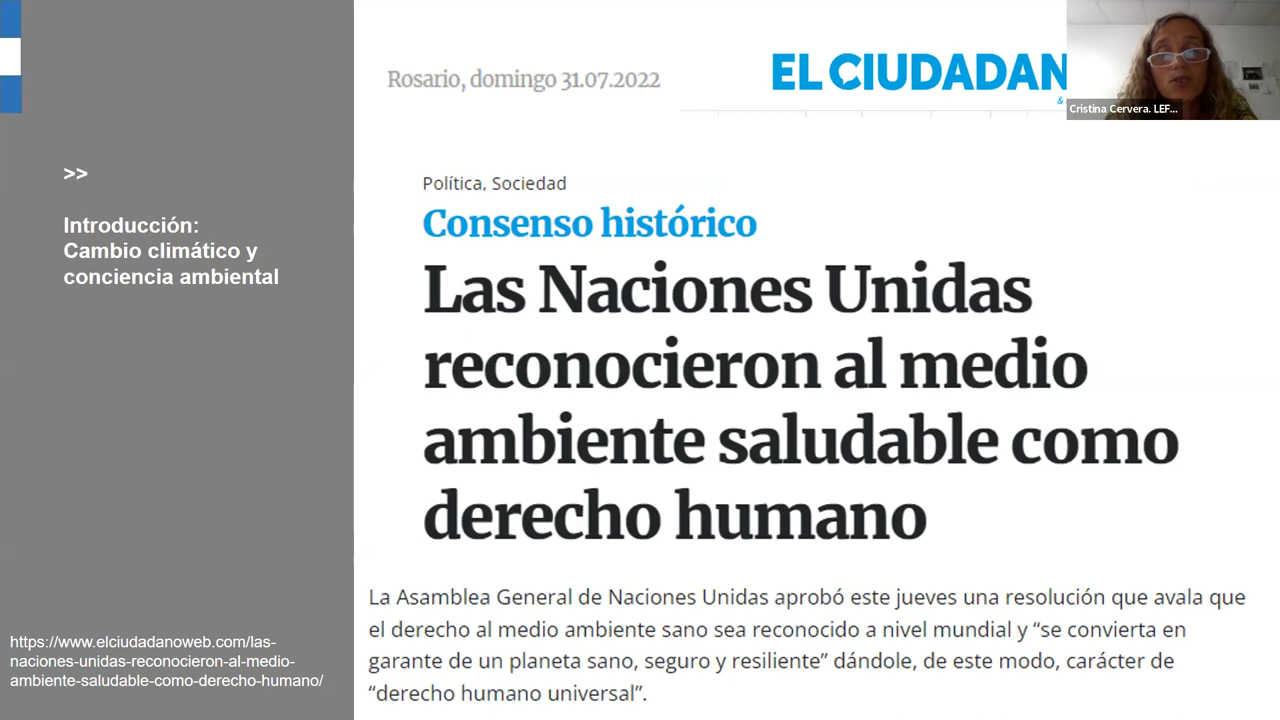 >>
Introducción:
Cambio climático y
conciencia ambiental
https://www.elciudadanoweb.com/las-
naciones-unidas-reconocieron-al-medio-
ambiente-saludable-como-derecho-humano/
Rosario, domingo 31.07.2022
EL CIUDADAN
&
Cristina Cervera. LEF...
Política, Sociedad
Consenso histórico
Las Naciones Unidas
reconocieron al medio
ambiente saludable como
derecho humano
La Asamblea General de Naciones Unidas aprobó este jueves una resolución que avala que
el derecho al medio ambiente sano sea reconocido a nivel mundial y “se convierta en
garante de un planeta sano, seguro y resiliente” dándole, de este modo, carácter de
“derecho humano universal”.